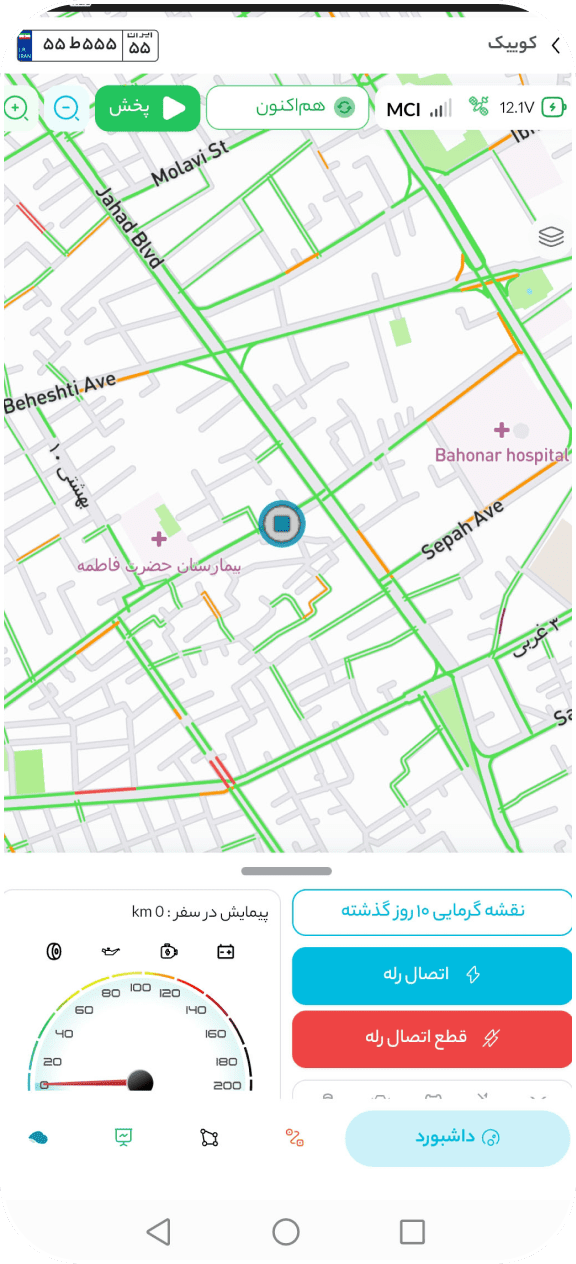 کوییک
۵۵ ط ۵۵۵
ایران
۵۵
I.R.
IRAN
پخش
هم‌اکنون
MCI
12.1V
Molavi St
Jahad Blvd
Beheshti Ave
بهشتی ۱۰
Bahonar hospital
Sepah Ave
بیمارستان حضرت فاطمه
۳ غربی
Sa
نقشه گرمایی ۱۰ روز گذشته
پیمایش در سفر : 0 km
اتصال رله
قطع اتصال رله
0 20 40 60 80 100 120 140 160 180 200
داشبورد